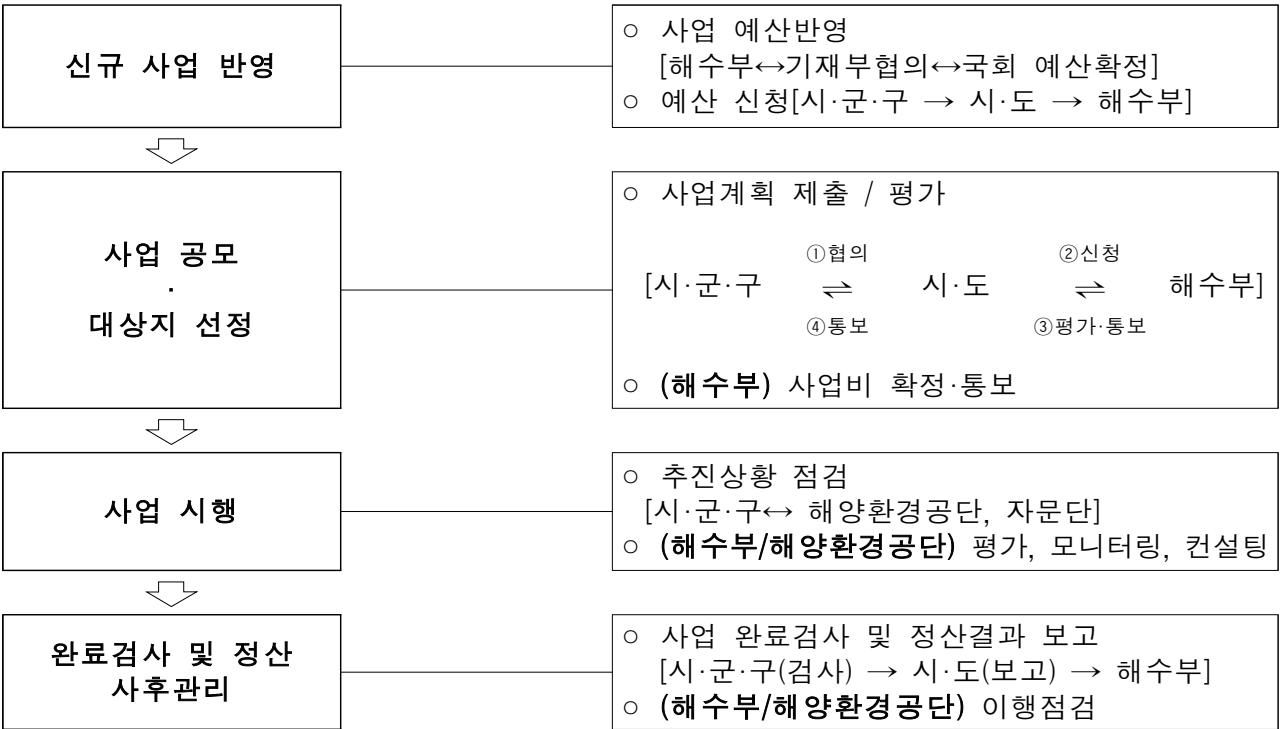 신규 사업 반영
○ 사업 예산반영
[해수부↔기재부협의↔국회 예산확정]
○ 예산 신청[시·군·구 → 시·도 → 해수부]
사업 공모
·
대상지 선정
○ 사업계획 제출 / 평가
①협의 ②신청
[시·군·구 ⇌ 시·도 ⇌ 해수부]
④통보 ③평가·통보
○ (해수부) 사업비 확정·통보
사업 시행
○ 추진상황 점검
[시·군·구↔ 해양환경공단, 자문단]
○ (해수부/해양환경공단) 평가, 모니터링, 컨설팅
완료검사 및 정산
사후관리
○ 사업 완료검사 및 정산결과 보고
[시·군·구(검사) → 시·도(보고) → 해수부]
○ (해수부/해양환경공단) 이행점검